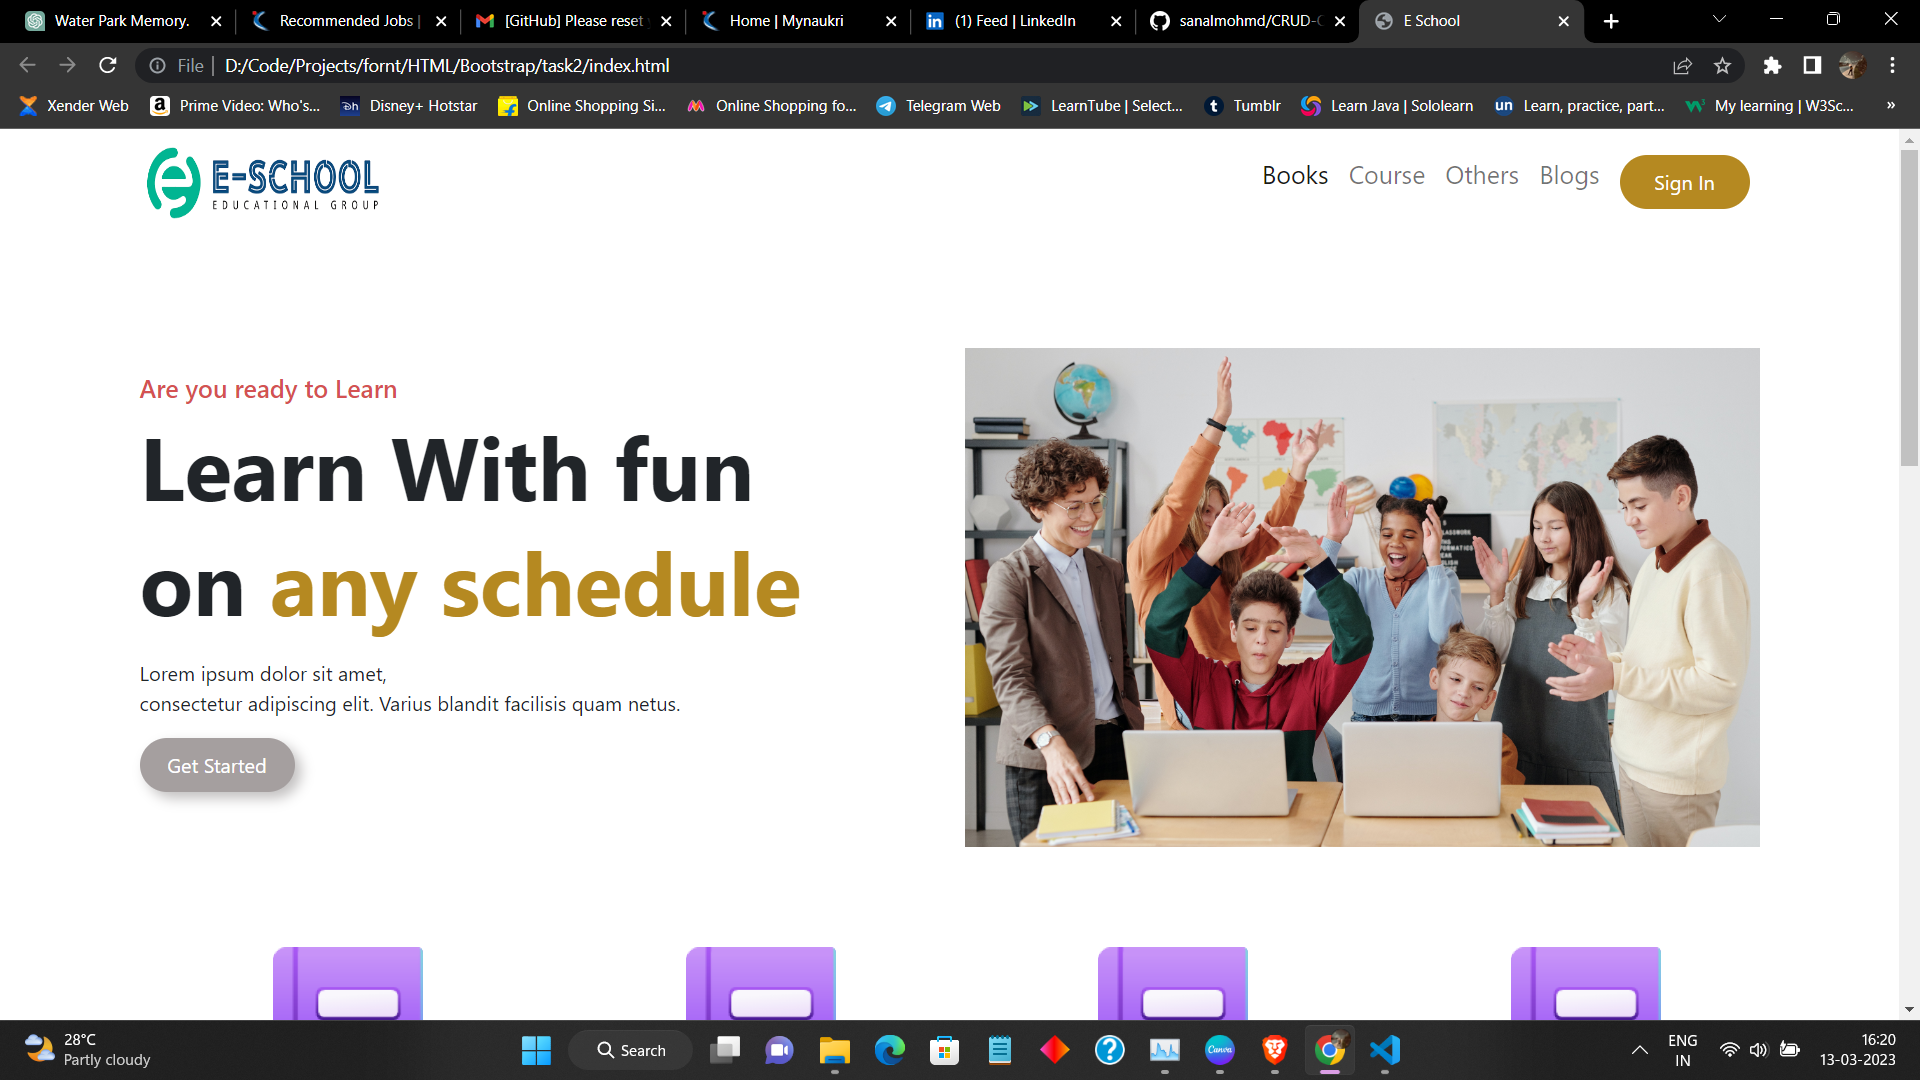 Water Park Memory.
Recommended Jobs |
[GitHub] Please reset y
Home | Mynaukri
(1) Feed | LinkedIn
sanalmohmd/CRUD-O
E School
File
D:/Code/Projects/fornt/HTML/Bootstrap/task2/index.html
Xender Web
Prime Video: Who's...
Disney+ Hotstar
Online Shopping Si...
Online Shopping fo...
Telegram Web
LearnTube | Select...
Tumblr
Learn Java | Sololearn
Learn, practice, part...
My learning | W3Sc...
»
E-SCHOOL
EDUCATIONAL GROUP
Books
Course
Others
Blogs
Sign In
Are you ready to Learn
Learn With fun
on any schedule
Lorem ipsum dolor sit amet,
consectetur adipiscing elit. Varius blandit facilisis quam netus.
Get Started
28°C
Partly cloudy
Search
Canva
ENG
IN
16:20
13-03-2023